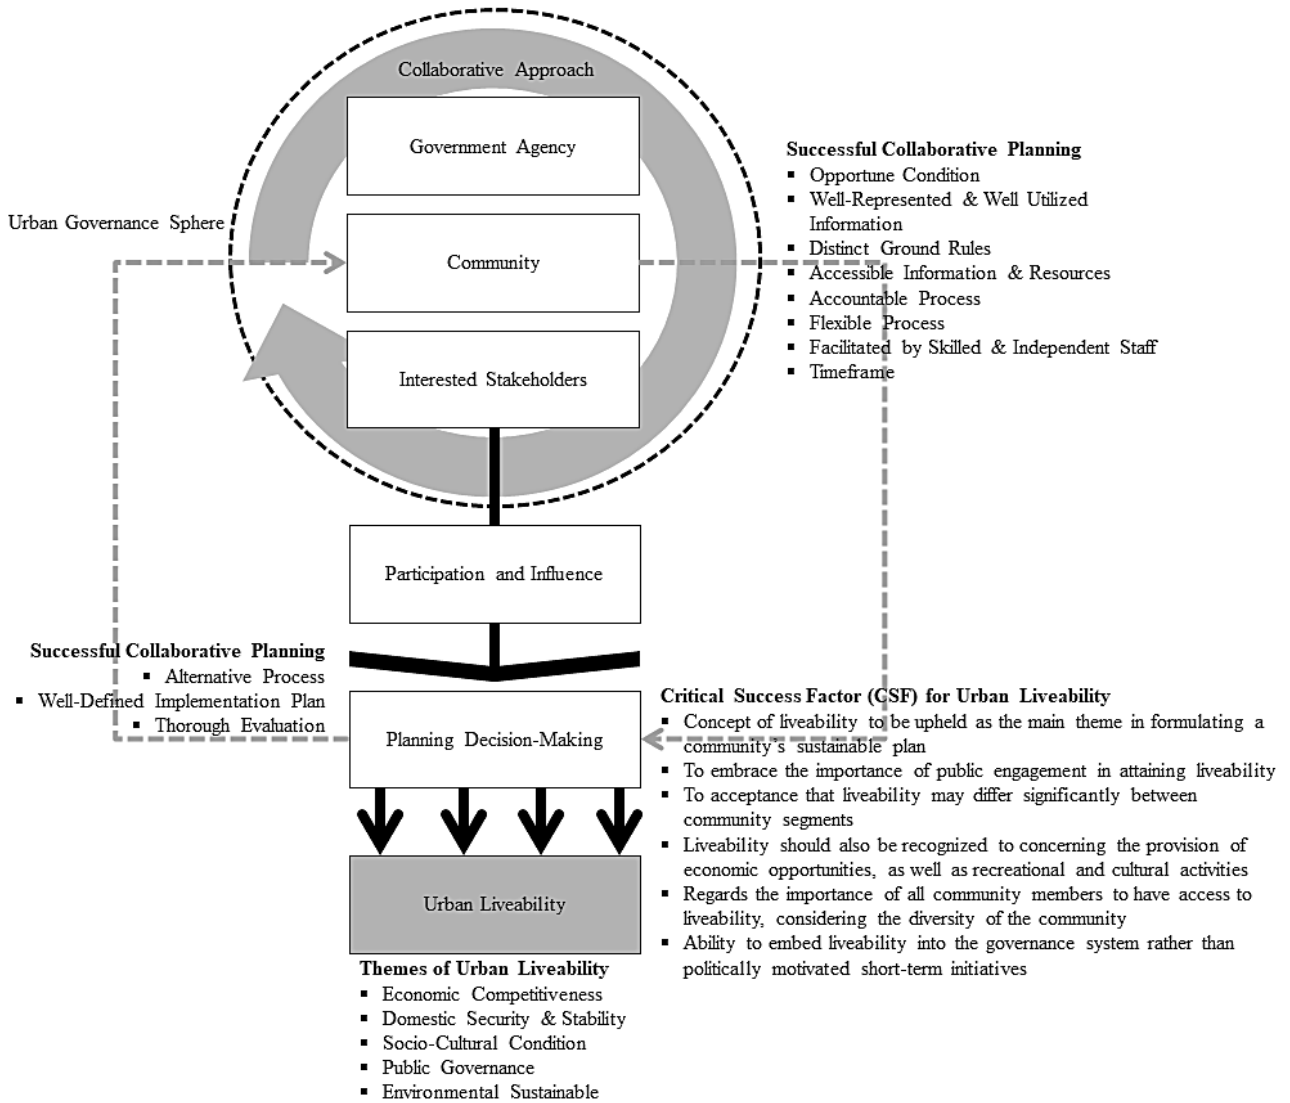 Collaborative Approach
Government Agency
Urban Governance Sphere
Community
Interested Stakeholders
Successful Collaborative Planning
▪ Opportune Condition
▪ Well-Represented & Well Utilized
Information
▪ Distinct Ground Rules
▪ Accessible Information & Resources
▪ Accountable Process
▪ Flexible Process
▪ Facilitated by Skilled & Independent Staff
▪ Timeframe
Participation and Influence
Successful Collaborative Planning
▪ Alternative Process
▪ Well-Defined Implementation Plan
▪ Thorough Evaluation
Planning Decision-Making
Critical Success Factor (CSF) for Urban Liveability
▪ Concept of liveability to be upheld as the main theme in formulating a
community's sustainable plan
▪ To embrace the importance of public engagement in attaining liveability
▪ To acceptance that liveability may differ significantly between
community segments
▪ Liveability should also be recognized to concerning the provision of
economic opportunities, as well as recreational and cultural activities
▪ Regards the importance of all community members to have access to
liveability, considering the diversity of the community
▪ Ability to embed liveability into the governance system rather than
politically motivated short-term initiatives
Urban Liveability
Themes of Urban Liveability
▪ Economic Competitiveness
▪ Domestic Security & Stability
▪ Socio-Cultural Condition
▪ Public Governance
▪ Environmental Sustainable